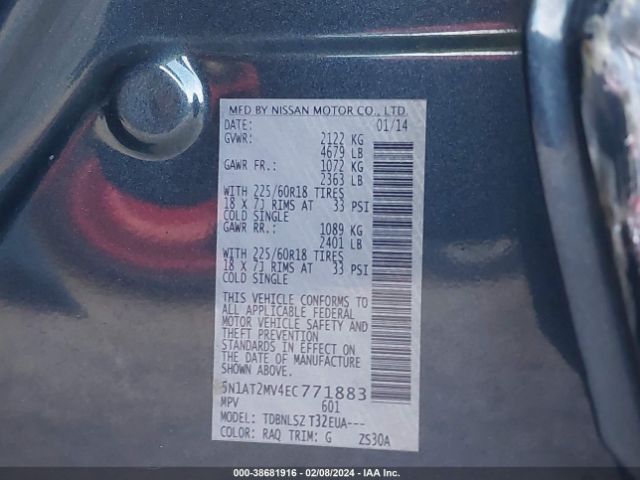 MFD BY NISSAN MOTOR CO., LTD
DATE: 01/14
GVWR: 2122 KG
4679 LB
GAWR FR.: 1072 KG
2363 LB
WITH 225/60R18 TIRES
18 X 7J RIMS AT 33 PSI
COLD SINGLE
GAWR RR.: 1089 KG
2401 LB
WITH 225/60R18 TIRES
18 X 7J RIMS AT 33 PSI
COLD SINGLE
THIS VEHICLE CONFORMS TO
ALL APPLICABLE FEDERAL
MOTOR VEHICLE SAFETY AND
THEFT PREVENTION
STANDARDS IN EFFECT ON
THE DATE OF MANUFACTURE
SHOWN ABOVE.
5N1AT2MV4EC771883
MPV 601
MODEL: TDBNLSZ T32EUA---
COLOR: RAQ TRIM: G ZS30A
000-38681916 - 02/08/2024 - IAA Inc.